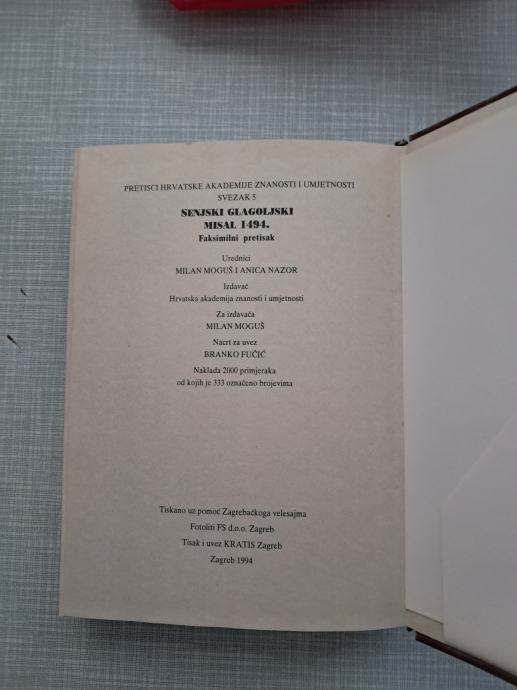 PRETISCI HRVATSKE AKADEMIJE ZNANOSTI I UMJETNOSTI
SVEZAK 5
SENJSKI GLAGOLJSKI
MISAL 1494.
Faksimilni pretisak
Urednici
MILAN MOGUŠ I ANICA NAZOR
Izdavač
Hrvatska akademija znanosti i umjetnosti
Za izdavača
MILAN MOGUŠ
Nacrt za uvez
BRANKO FUČIĆ
Naklada 2000 primjeraka
od kojih je 333 označeno brojevima
Tiskano uz pomoć Zagrebačkoga velesajma
Fotoliti FS d.o.o. Zagreb
Tisak i uvez KRATIS Zagreb
Zagreb 1994